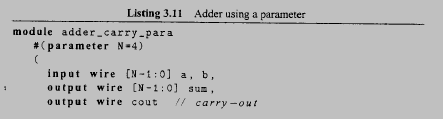 Listing 3.11 Adder using a parameter
module adder_carry_para
#(parameter N=4)
(
input wire [N-1:0] a, b,
output wire [N-1:0] sum,
output wire cout // carry-out